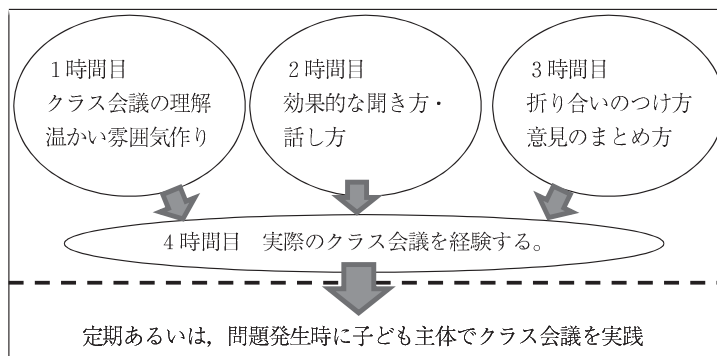 1時間目
クラス会議の理解
温かい雰囲気作り
2時間目
効果的な聞き方・
話し方
3時間目
折り合いのつけ方
意見のまとめ方
4時間目　実際のクラス会議を経験する。
定期あるいは，問題発生時に子ども主体でクラス会議を実践